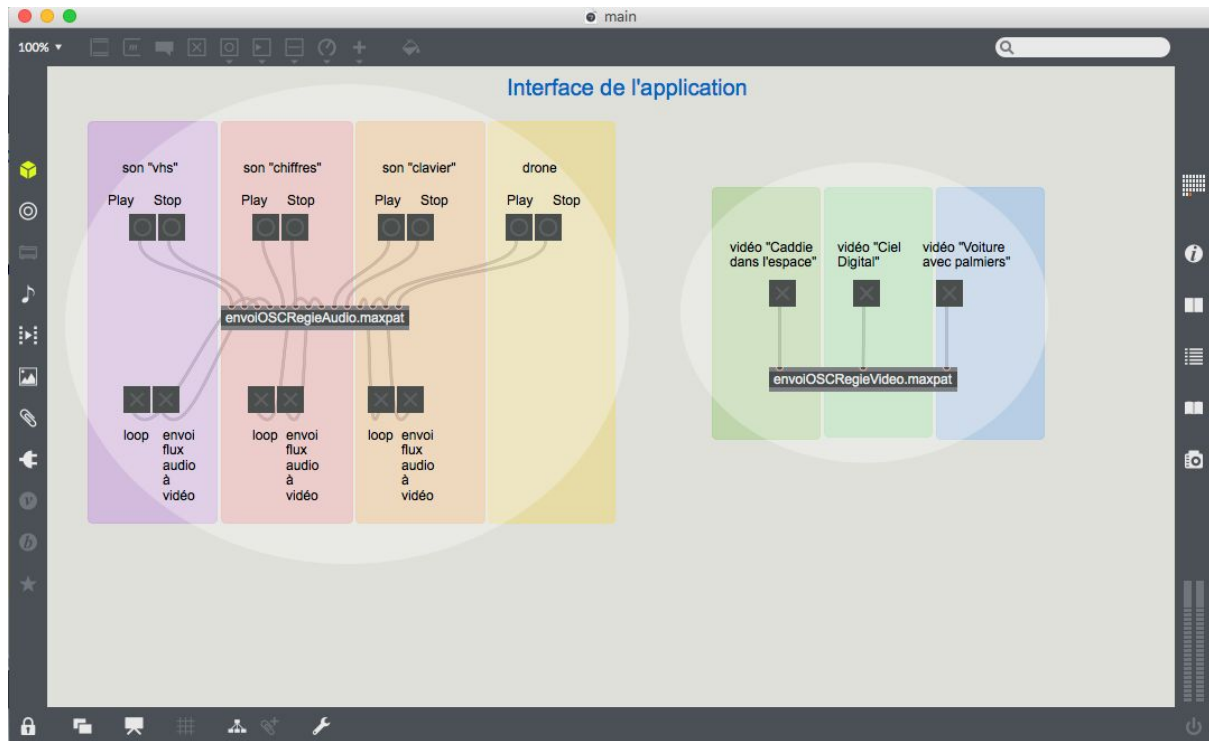 main
100%
Interface de l'application
son "vhs"
Play Stop
son "chiffres"
Play Stop
son "clavier"
Play Stop
drone
Play Stop
envoiOSCRegieAudio.maxpat
loop
envoi
flux
audio
à
vidéo
loop
envoi
flux
audio
à
vidéo
loop
envoi
flux
audio
à
vidéo
vidéo "Caddie
dans l'espace"
vidéo "Ciel
Digital"
vidéo "Voiture
avec palmiers"
envoiOSCRegieVideo.maxpat